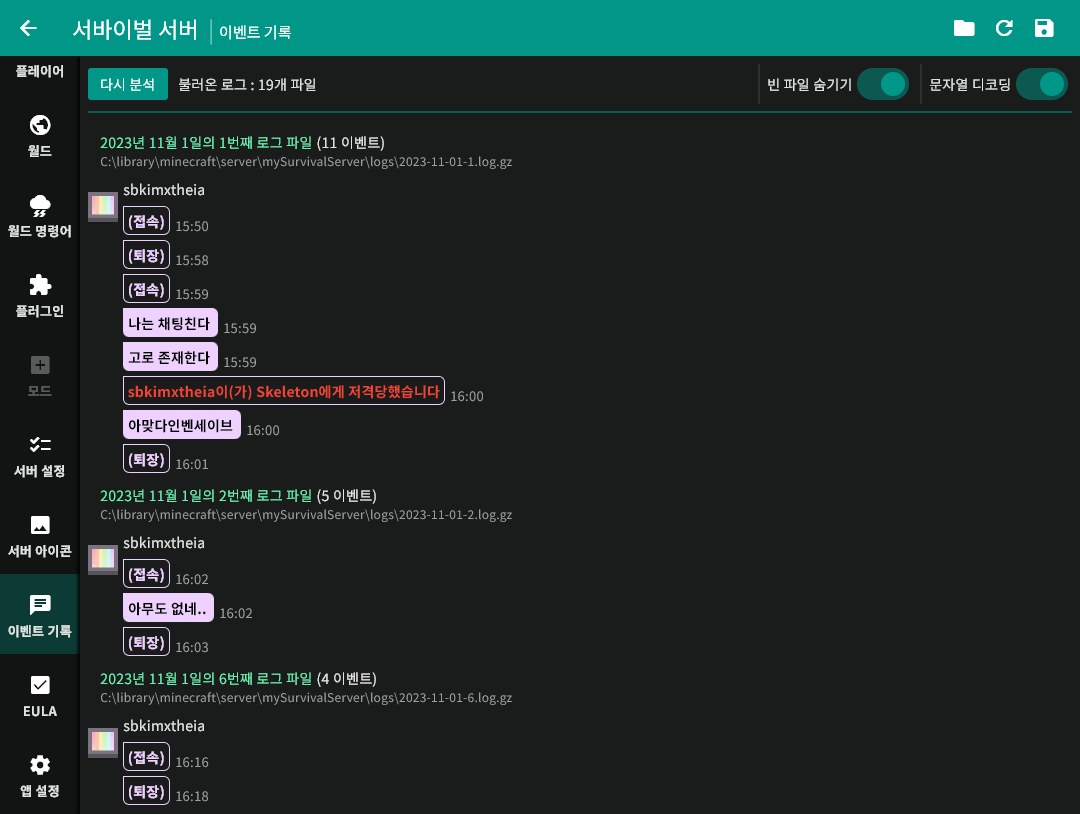 서바이벌 서버
이벤트 기록
플레이어
월드
월드 명령어
플러그인
모드
서버 설정
서버 아이콘
이벤트 기록
EULA
앱 설정
다시 분석
불러온 로그 : 19개 파일
빈 파일 숨기기
문자열 디코딩
2023년 11월 1일의 1번째 로그 파일 (11 이벤트)
C:\library\minecraft\server\mySurvivalServer\logs\2023-11-01-1.log.gz
sbkimxtheia
(접속) 15:50
(퇴장) 15:58
(접속) 15:59
나는 채팅친다 15:59
고로 존재한다 15:59
sbkimxtheia이(가) Skeleton에게 저격당했습니다 16:00
아맞다인벤세이브 16:00
(퇴장) 16:01
2023년 11월 1일의 2번째 로그 파일 (5 이벤트)
C:\library\minecraft\server\mySurvivalServer\logs\2023-11-01-2.log.gz
sbkimxtheia
(접속) 16:02
아무도 없네.. 16:02
(퇴장) 16:03
2023년 11월 1일의 6번째 로그 파일 (4 이벤트)
C:\library\minecraft\server\mySurvivalServer\logs\2023-11-01-6.log.gz
sbkimxtheia
(접속) 16:16
(퇴장) 16:18